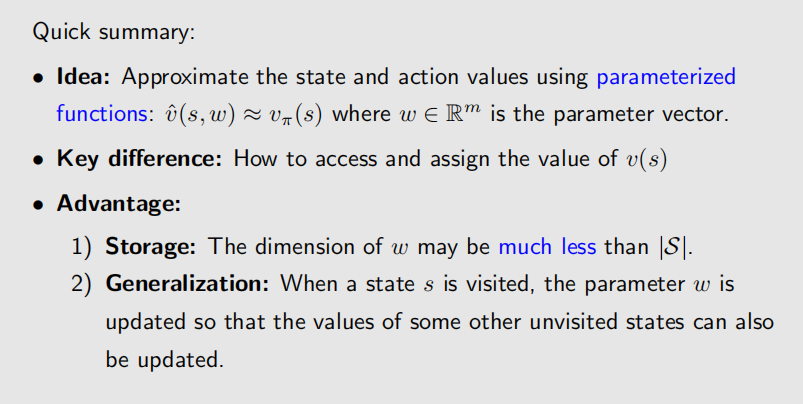 Quick summary:
• Idea: Approximate the state and action values using parameterized
functions: v̂(s, w) ≈ vπ(s) where w ∈ ℝᵐ is the parameter vector.
• Key difference: How to access and assign the value of v(s)
• Advantage:
1) Storage: The dimension of w may be much less than |𝒮|.
2) Generalization: When a state s is visited, the parameter w is
updated so that the values of some other unvisited states can also
be updated.